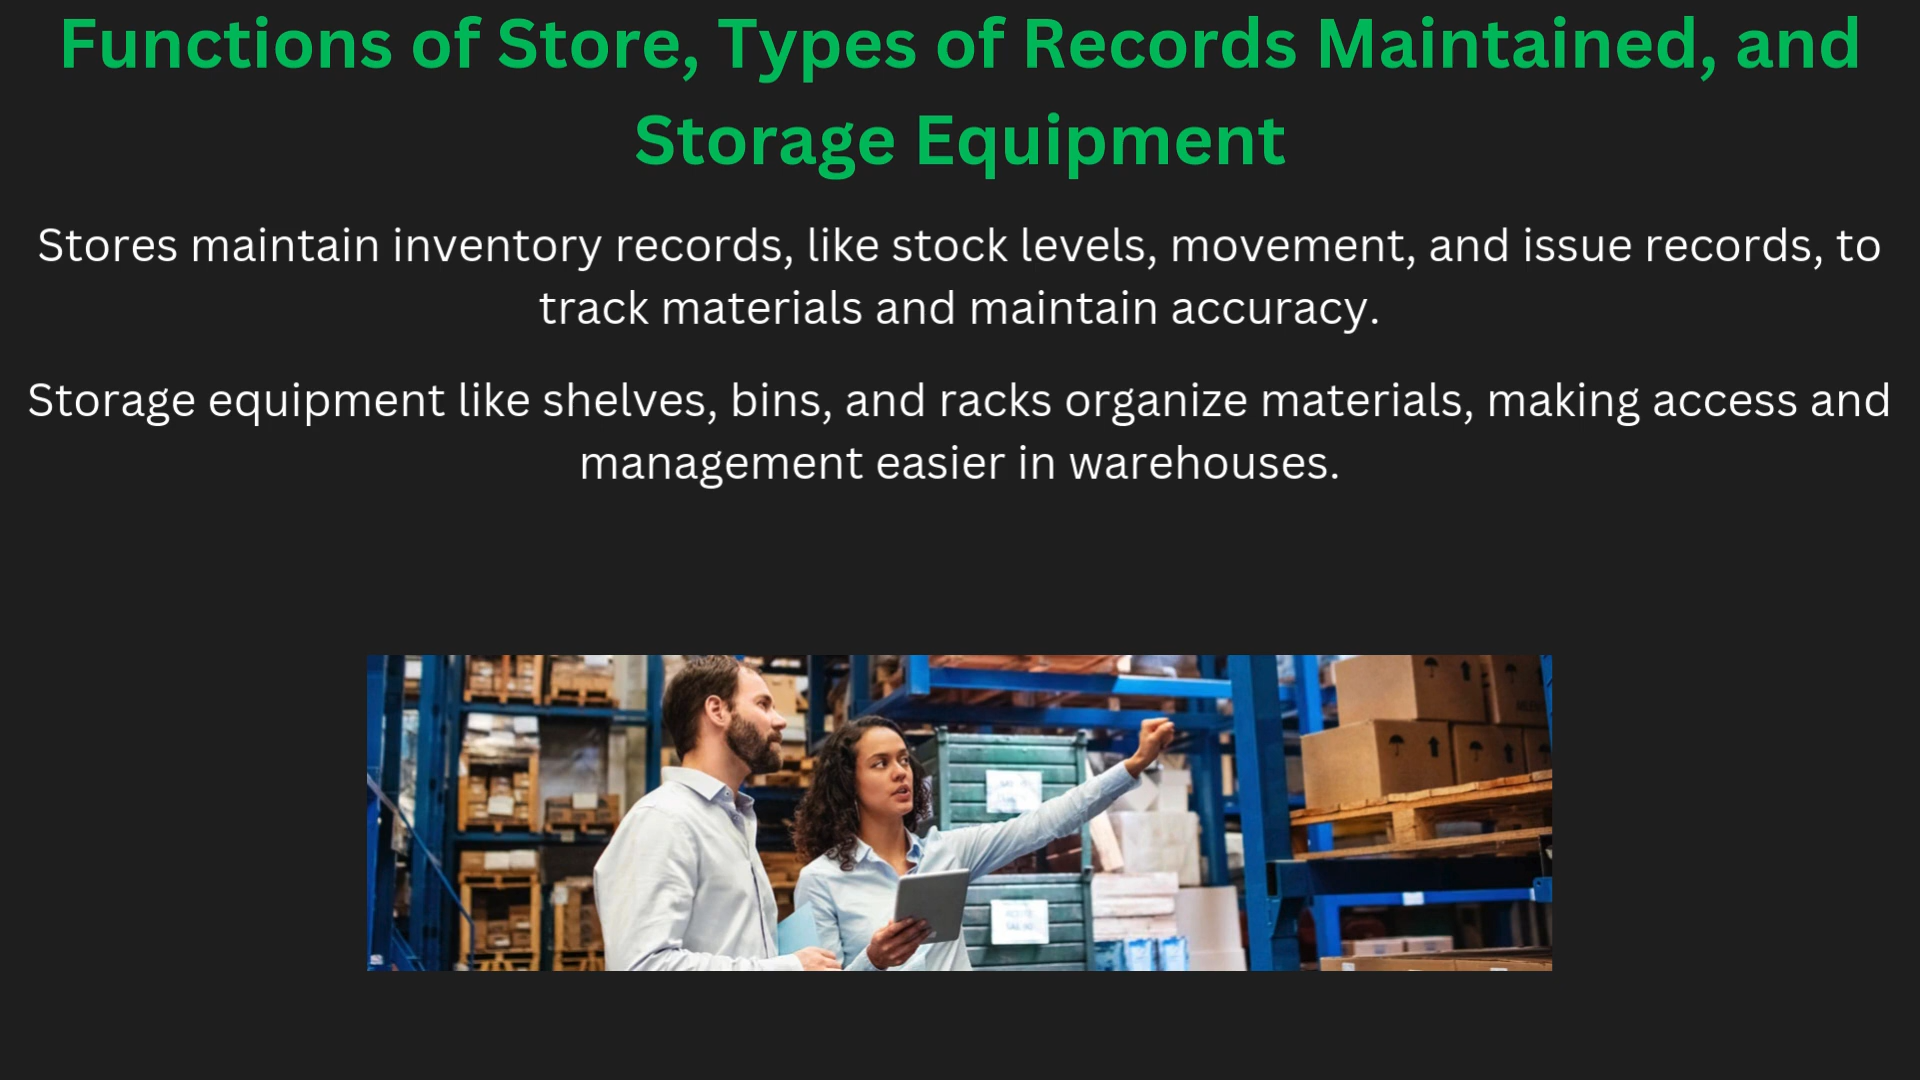 Functions of Store, Types of Records Maintained, and
Storage Equipment
Stores maintain inventory records, like stock levels, movement, and issue records, to
track materials and maintain accuracy.
Storage equipment like shelves, bins, and racks organize materials, making access and
management easier in warehouses.